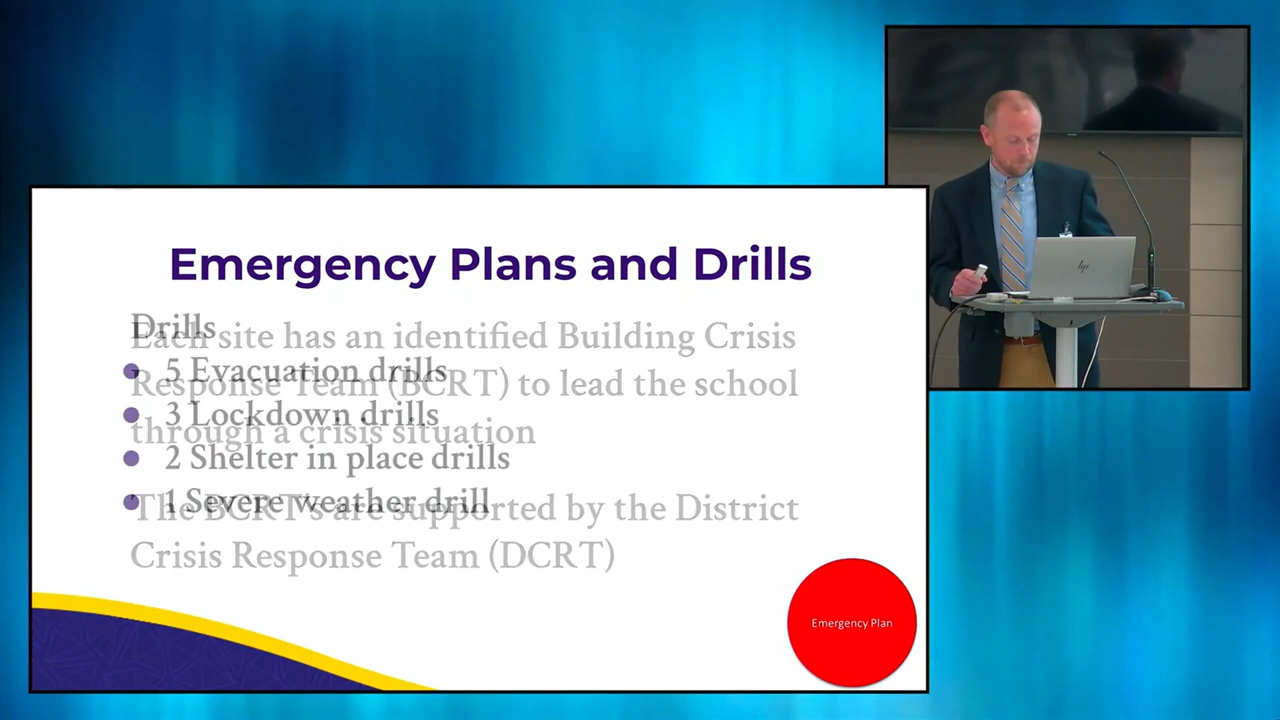 Emergency Plans and Drills
Drills
5 Evacuation drills
3 Lockdown drills
2 Shelter in place drills
1 Severe weather drill
Each site has an identified Building Crisis
Response Team (BCRT) to lead the school
through a crisis situation
The BCRT's are supported by the District
Crisis Response Team (DCRT)
Emergency Plan
hp